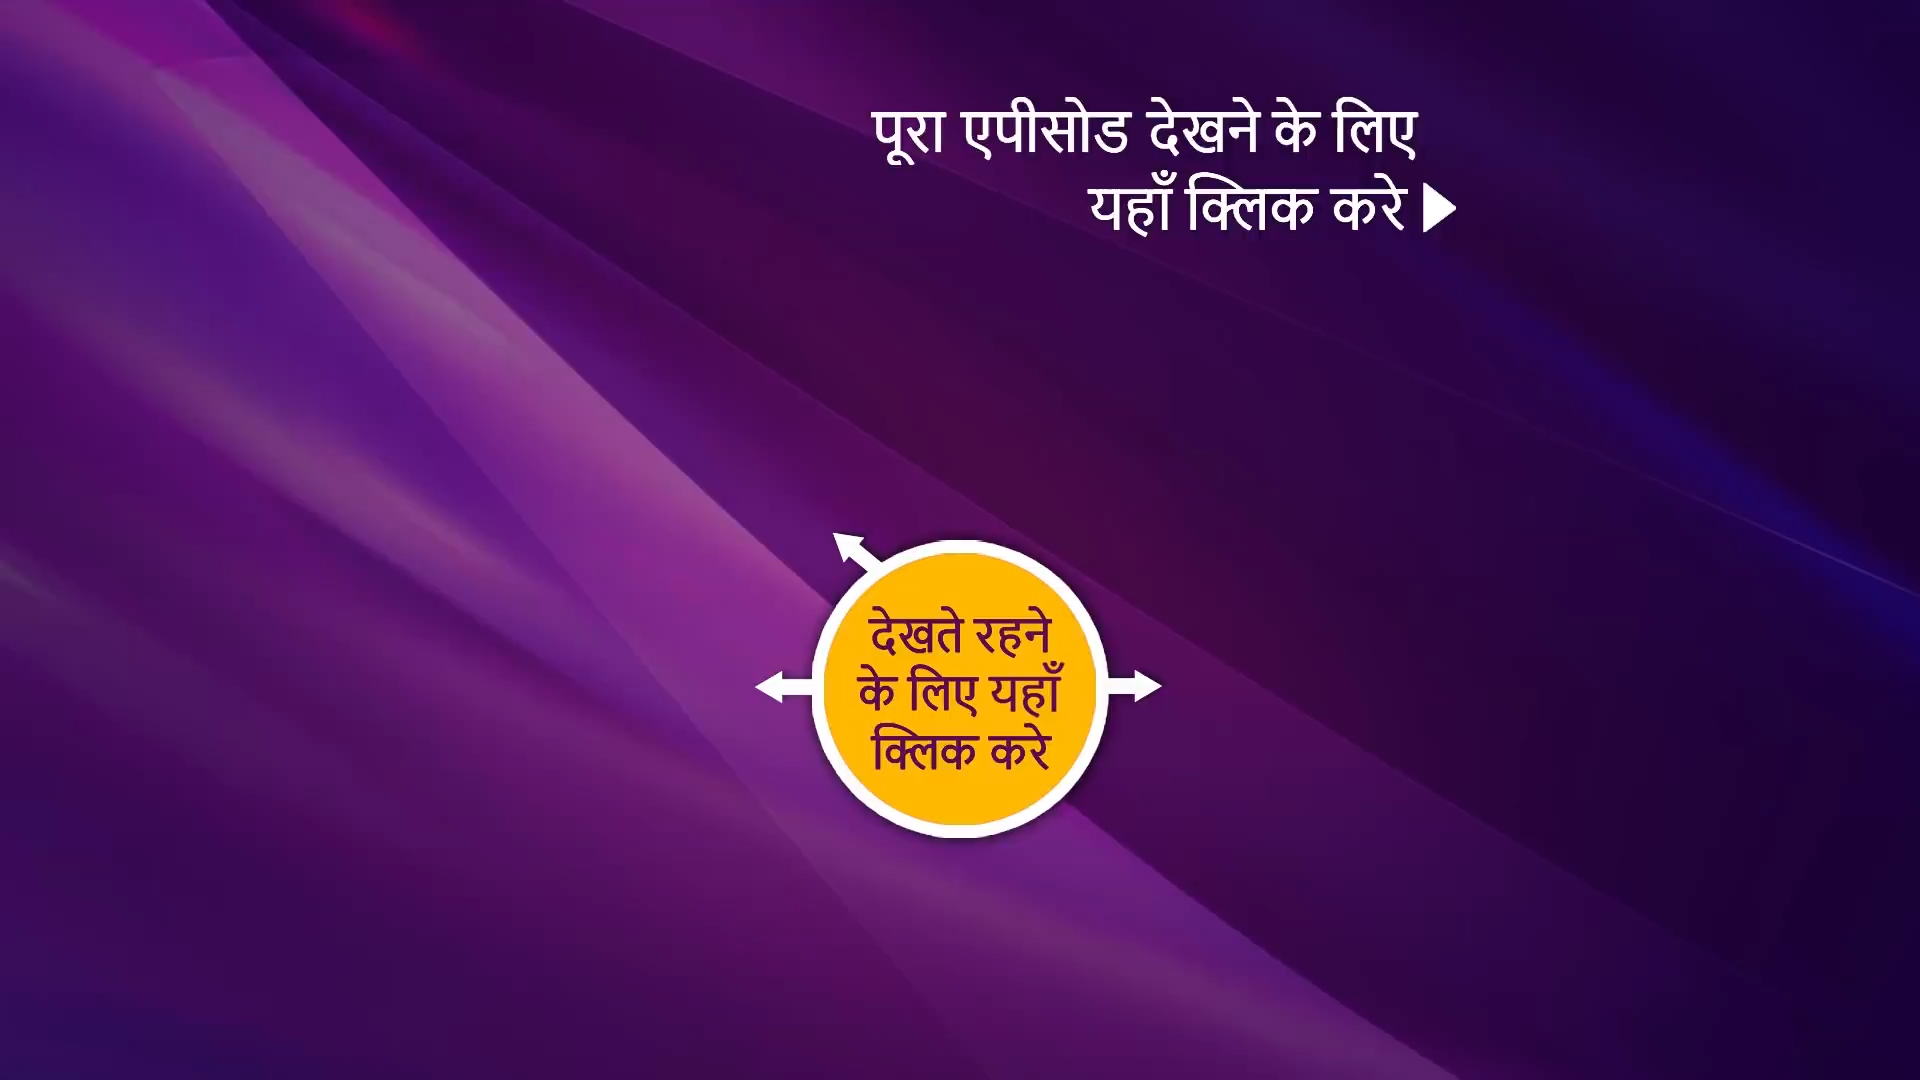 पूरा एपीसोड देखने के लिए
यहाँ क्लिक करे
देखते रहने
के लिए यहाँ
क्लिक करे